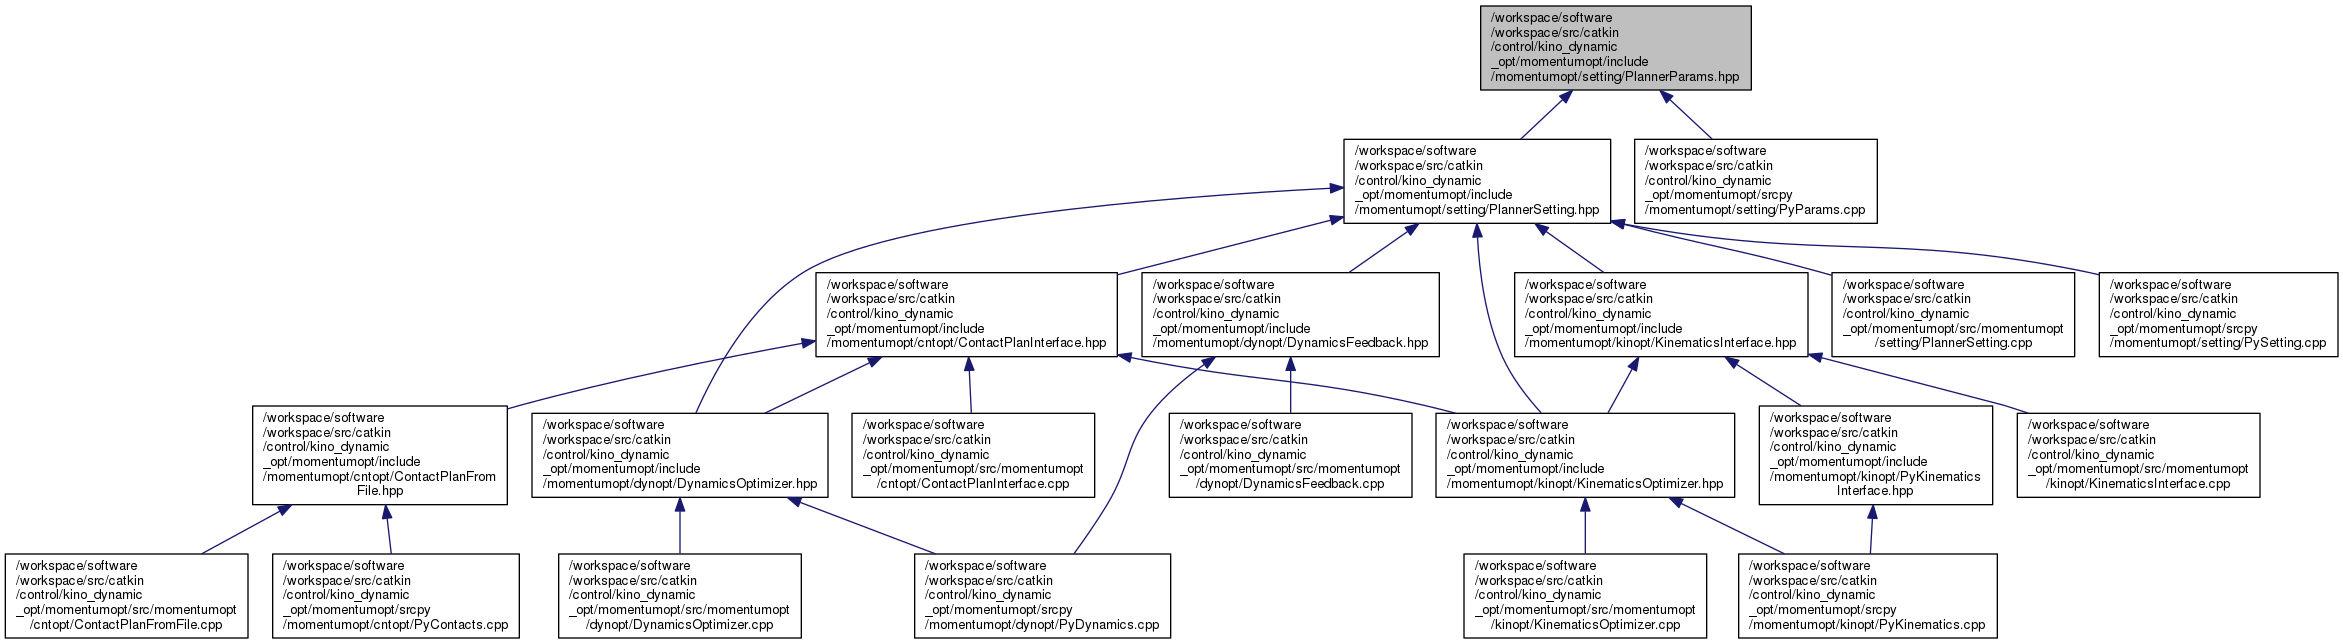 /workspace/software
/workspace/src/catkin
/control/kino_dynamic
_opt/momentumopt/include
/momentumopt/setting/PlannerParams.hpp
/workspace/software
/workspace/src/catkin
/control/kino_dynamic
_opt/momentumopt/include
/momentumopt/setting/PlannerSetting.hpp
/workspace/software
/workspace/src/catkin
/control/kino_dynamic
_opt/momentumopt/srcpy
/momentumopt/setting/PyParams.cpp
/workspace/software
/workspace/src/catkin
/control/kino_dynamic
_opt/momentumopt/include
/momentumopt/cntopt/ContactPlanInterface.hpp
/workspace/software
/workspace/src/catkin
/control/kino_dynamic
_opt/momentumopt/include
/momentumopt/dynopt/DynamicsFeedback.hpp
/workspace/software
/workspace/src/catkin
/control/kino_dynamic
_opt/momentumopt/include
/momentumopt/kinopt/KinematicsInterface.hpp
/workspace/software
/workspace/src/catkin
/control/kino_dynamic
_opt/momentumopt/src/momentumopt
/setting/PlannerSetting.cpp
/workspace/software
/workspace/src/catkin
/control/kino_dynamic
_opt/momentumopt/srcpy
/momentumopt/setting/PySetting.cpp
/workspace/software
/workspace/src/catkin
/control/kino_dynamic
_opt/momentumopt/include
/momentumopt/cntopt/ContactPlanFrom
File.hpp
/workspace/software
/workspace/src/catkin
/control/kino_dynamic
_opt/momentumopt/include
/momentumopt/dynopt/DynamicsOptimizer.hpp
/workspace/software
/workspace/src/catkin
/control/kino_dynamic
_opt/momentumopt/src/momentumopt
/cntopt/ContactPlanInterface.cpp
/workspace/software
/workspace/src/catkin
/control/kino_dynamic
_opt/momentumopt/src/momentumopt
/dynopt/DynamicsFeedback.cpp
/workspace/software
/workspace/src/catkin
/control/kino_dynamic
_opt/momentumopt/include
/momentumopt/kinopt/KinematicsOptimizer.hpp
/workspace/software
/workspace/src/catkin
/control/kino_dynamic
_opt/momentumopt/include
/momentumopt/kinopt/PyKinematics
Interface.hpp
/workspace/software
/workspace/src/catkin
/control/kino_dynamic
_opt/momentumopt/src/momentumopt
/kinopt/KinematicsInterface.cpp
/workspace/software
/workspace/src/catkin
/control/kino_dynamic
_opt/momentumopt/src/momentumopt
/cntopt/ContactPlanFromFile.cpp
/workspace/software
/workspace/src/catkin
/control/kino_dynamic
_opt/momentumopt/srcpy
/momentumopt/cntopt/PyContacts.cpp
/workspace/software
/workspace/src/catkin
/control/kino_dynamic
_opt/momentumopt/src/momentumopt
/dynopt/DynamicsOptimizer.cpp
/workspace/software
/workspace/src/catkin
/control/kino_dynamic
_opt/momentumopt/srcpy
/momentumopt/dynopt/PyDynamics.cpp
/workspace/software
/workspace/src/catkin
/control/kino_dynamic
_opt/momentumopt/src/momentumopt
/kinopt/KinematicsOptimizer.cpp
/workspace/software
/workspace/src/catkin
/control/kino_dynamic
_opt/momentumopt/srcpy
/momentumopt/kinopt/PyKinematics.cpp